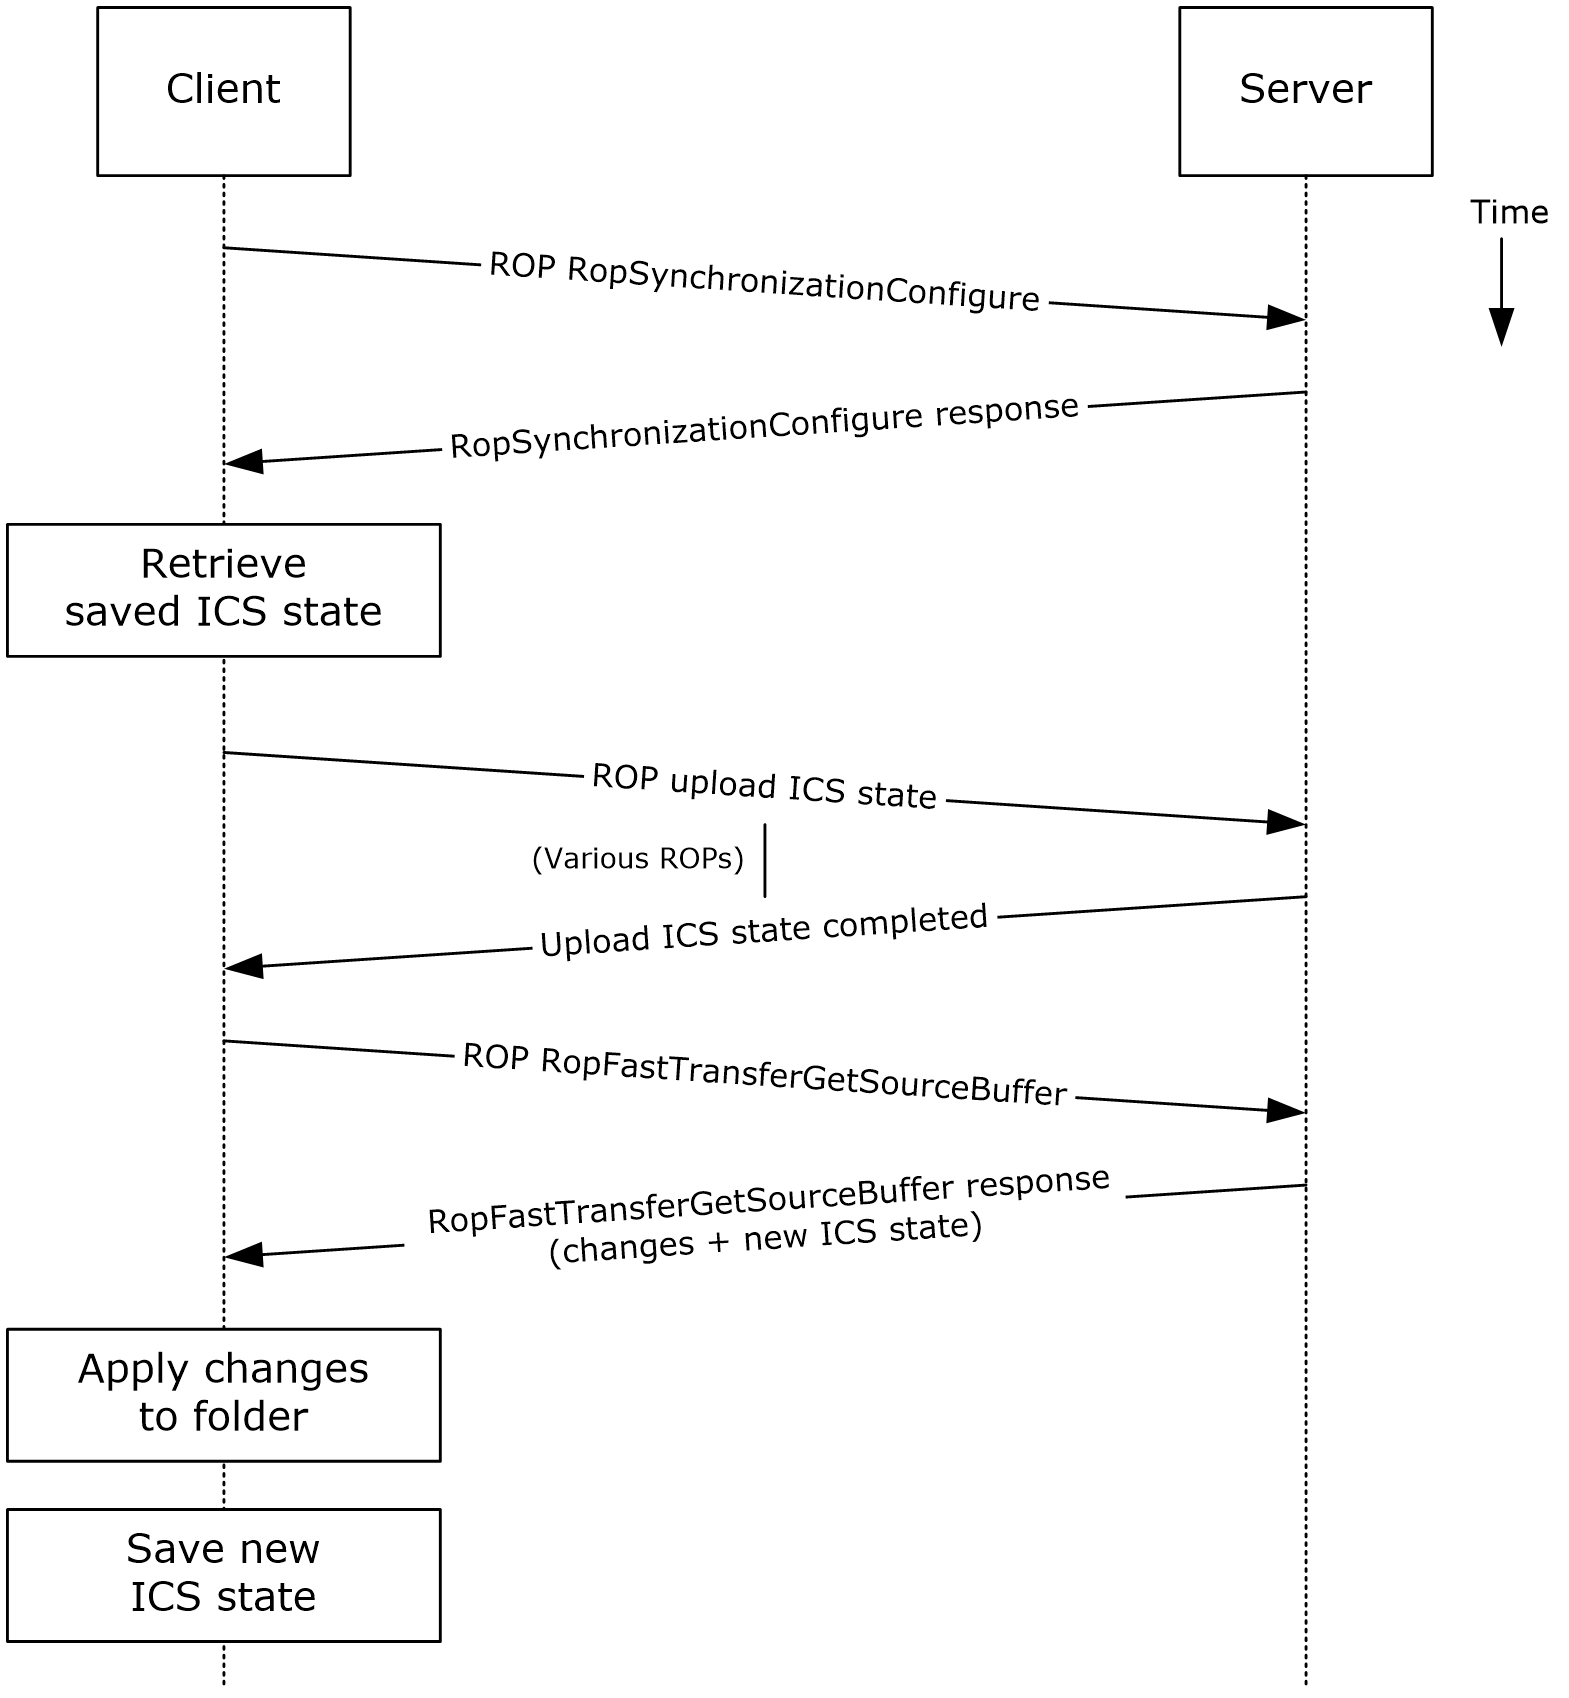 Client
Server
Time
ROP RopSynchronizationConfigure
RopSynchronizationConfigure response
Retrieve
saved ICS state
ROP upload ICS state
(Various ROPs)
Upload ICS state completed
ROP RopFastTransferGetSourceBuffer
RopFastTransferGetSourceBuffer response
(changes + new ICS state)
Apply changes
to folder
Save new
ICS state